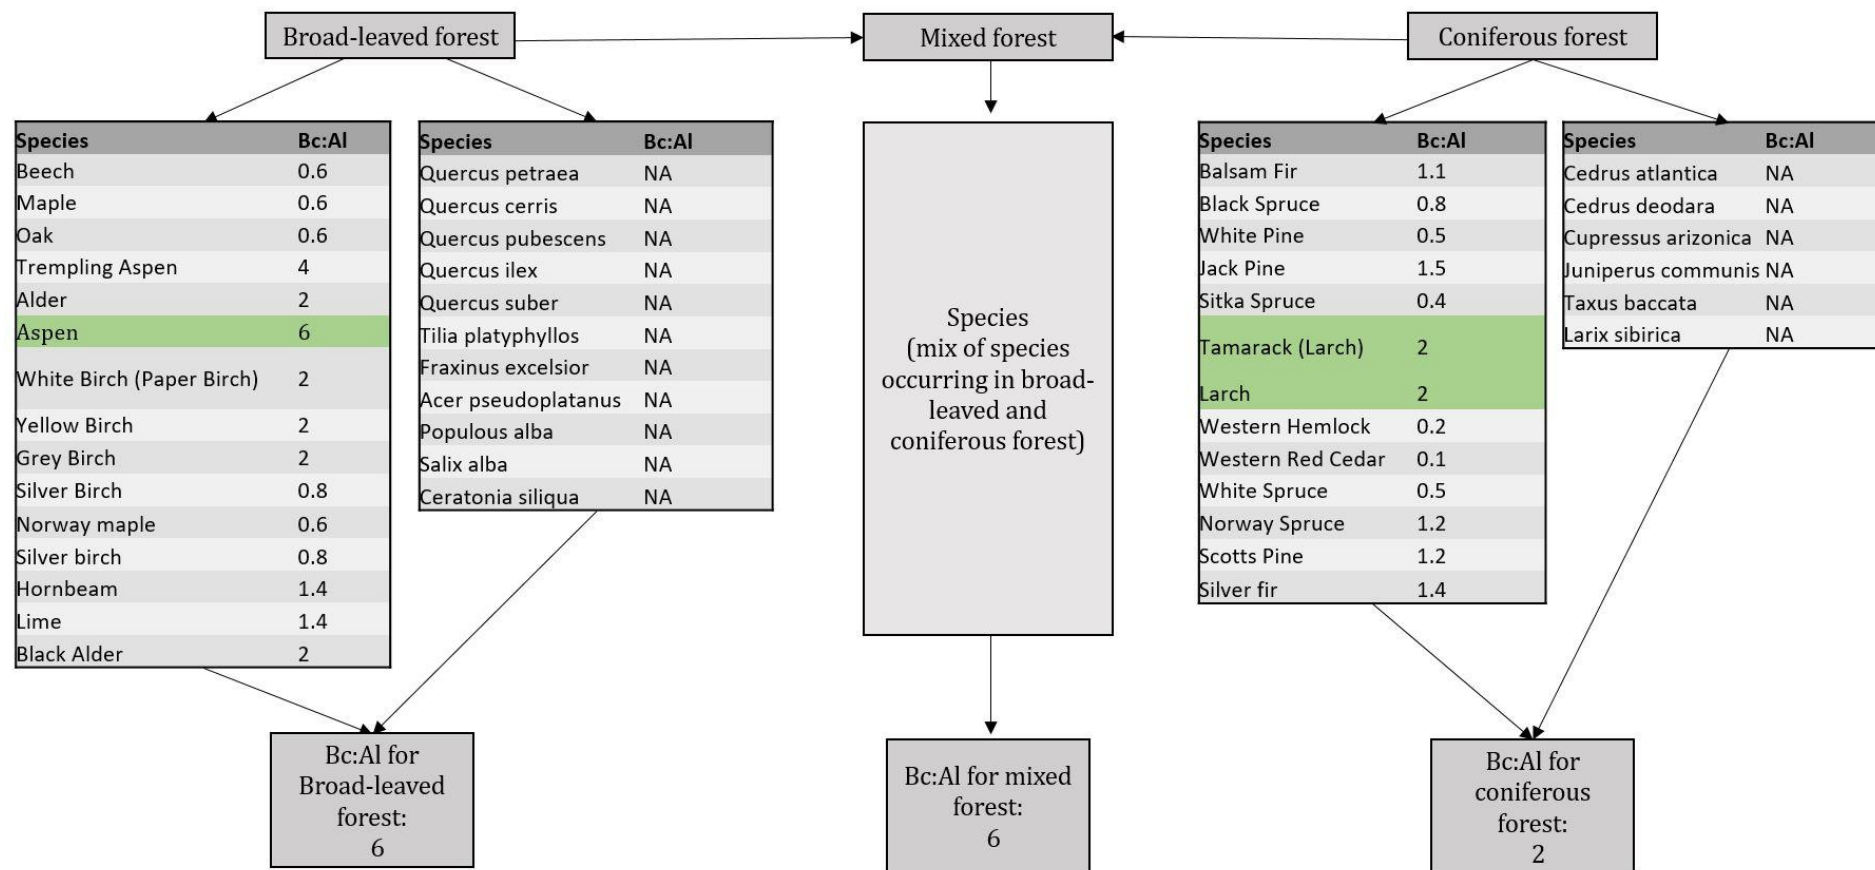 Broad-leaved forest
Mixed forest
Coniferous forest
Species Bc:Al
Beech 0.6
Maple 0.6
Oak 0.6
Trempling Aspen 4
Alder 2
Aspen 6
White Birch (Paper Birch) 2
Yellow Birch 2
Grey Birch 2
Silver Birch 0.8
Norway maple 0.6
Silver birch 0.8
Hornbeam 1.4
Lime 1.4
Black Alder 2
Species Bc:Al
Quercus petraea NA
Quercus cerris NA
Quercus pubescens NA
Quercus ilex NA
Quercus suber NA
Tilia platyphyllos NA
Fraxinus excelsior NA
Acer pseudoplatanus NA
Populous alba NA
Salix alba NA
Ceratonia siliqua NA
Species
(mix of species
occurring in broad-
leaved and
coniferous forest)
Species Bc:Al
Balsam Fir 1.1
Black Spruce 0.8
White Pine 0.5
Jack Pine 1.5
Sitka Spruce 0.4
Tamarack (Larch) 2
Larch 2
Western Hemlock 0.2
Western Red Cedar 0.1
White Spruce 0.5
Norway Spruce 1.2
Scotts Pine 1.2
Silver fir 1.4
Species Bc:Al
Cedrus atlantica NA
Cedrus deodara NA
Cupressus arizonica NA
Juniperus communis NA
Taxus baccata NA
Larix sibirica NA
Bc:Al for
Broad-leaved
forest:
6
Bc:Al for mixed
forest:
6
Bc:Al for
coniferous
forest:
2